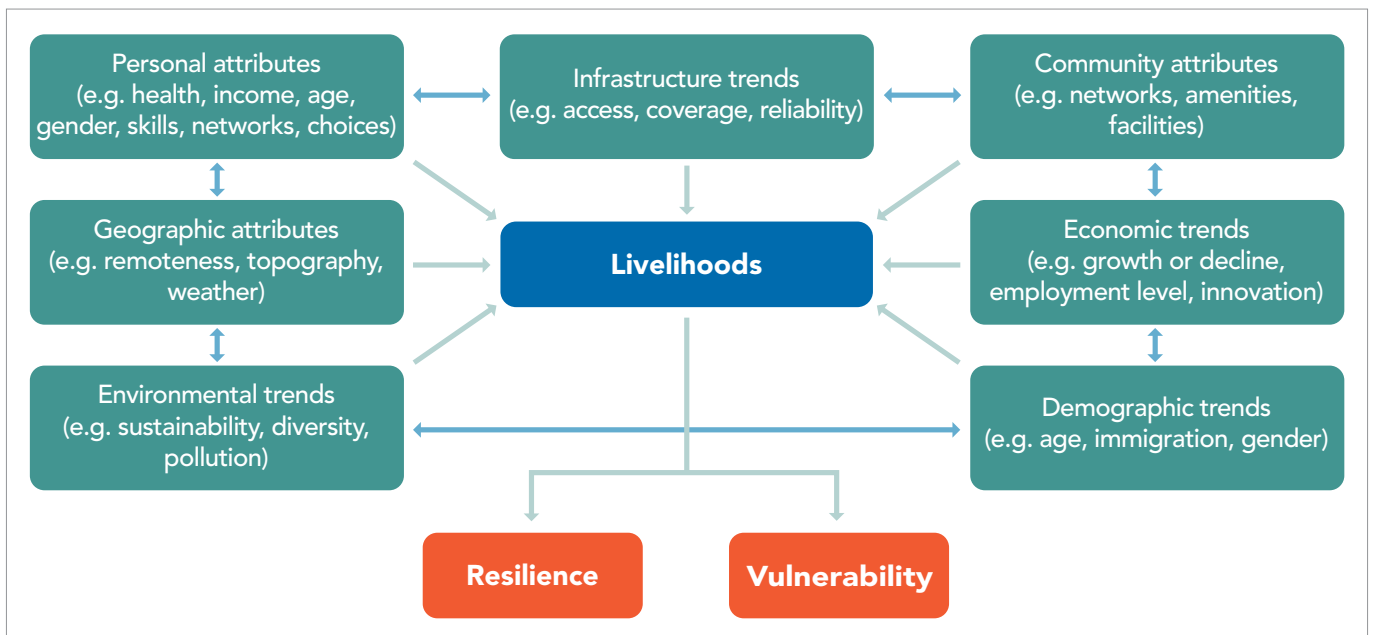 Personal attributes
(e.g. health, income, age,
gender, skills, networks, choices)
Infrastructure trends
(e.g. access, coverage, reliability)
Community attributes
(e.g. networks, amenities,
facilities)
Geographic attributes
(e.g. remoteness, topography,
weather)
Livelihoods
Economic trends
(e.g. growth or decline,
employment level, innovation)
Environmental trends
(e.g. sustainability, diversity,
pollution)
Demographic trends
(e.g. age, immigration, gender)
Resilience
Vulnerability